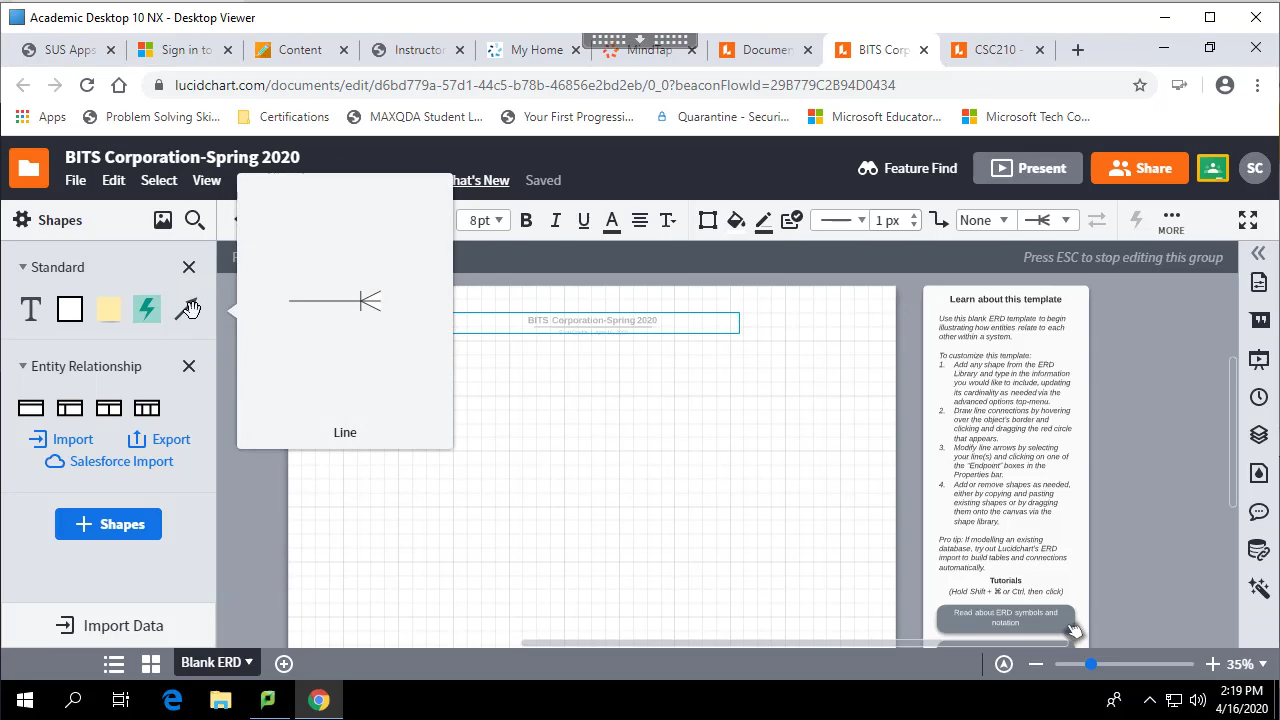 Academic Desktop 10 NX - Desktop Viewer
SUS Apps
Sign in to
Content
Instructor
My Home
MindTap
Documen
BITS Corp
CSC210 -
lucidchart.com/documents/edit/d6bd779a-57d1-44c5-b78b-46856e2bd2eb/0_0?beaconFlowId=29B779C2B94D0434
Apps
Problem Solving Ski...
Certifications
MAXQDA Student L...
Your First Progressi...
Quarantine - Securi...
Microsoft Educator...
Microsoft Tech Co...
BITS Corporation-Spring 2020
File Edit Select View
hat's New
Saved
Feature Find
Present
Share
SC
Shapes
8pt
B I U A T
1 px
None
MORE
Press ESC to stop editing this group
Standard
T
Entity Relationship
Import
Export
Salesforce Import
+ Shapes
Import Data
Line
BITS Corporation-Spring 2020
Learn about this template
Use this blank ERD template to begin
illustrating how entities relate to each
other within a system.
To customize this template:
1. Add any shape from the ERD
Library and type in the information
you would like to include, updating
its cardinality as needed via the
advanced options top-menu.
2. Draw line connections by hovering
over the object's border and
clicking and dragging the red circle
that appears.
3. Modify line arrows by selecting
your line(s) and clicking on one of
the "Endpoint" boxes in the
Properties bar.
4. Add or remove shapes as needed,
either by copying and pasting
existing shapes or by dragging
them onto the canvas via the
shape library.
Pro tip: If modelling an existing
database, try out Lucidchart's ERD
import to build tables and connections
automatically.
Tutorials
(Hold Shift + ⌘ or Ctrl, then click)
Read about ERD symbols and
notation
Blank ERD
35%
2:19 PM
4/16/2020